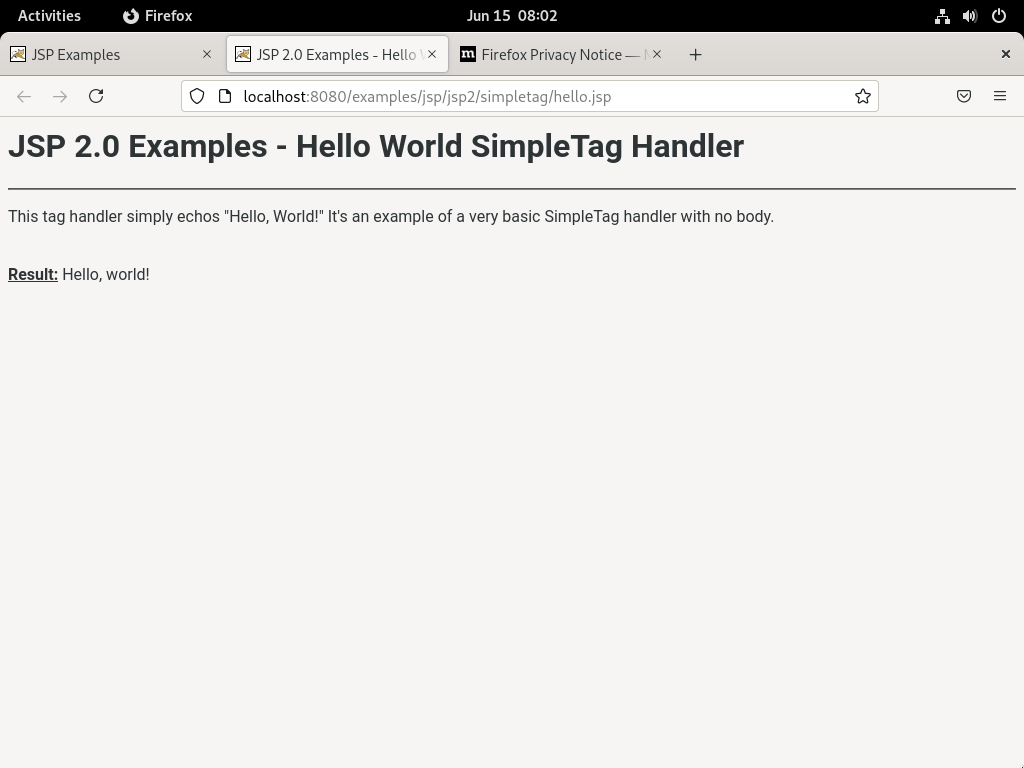 Activities Firefox Jun 15 08:02
JSP Examples JSP 2.0 Examples - Hello Firefox Privacy Notice —
localhost:8080/examples/jsp/jsp2/simpletag/hello.jsp
JSP 2.0 Examples - Hello World SimpleTag Handler
This tag handler simply echos "Hello, World!" It's an example of a very basic SimpleTag handler with no body.
Result: Hello, world!